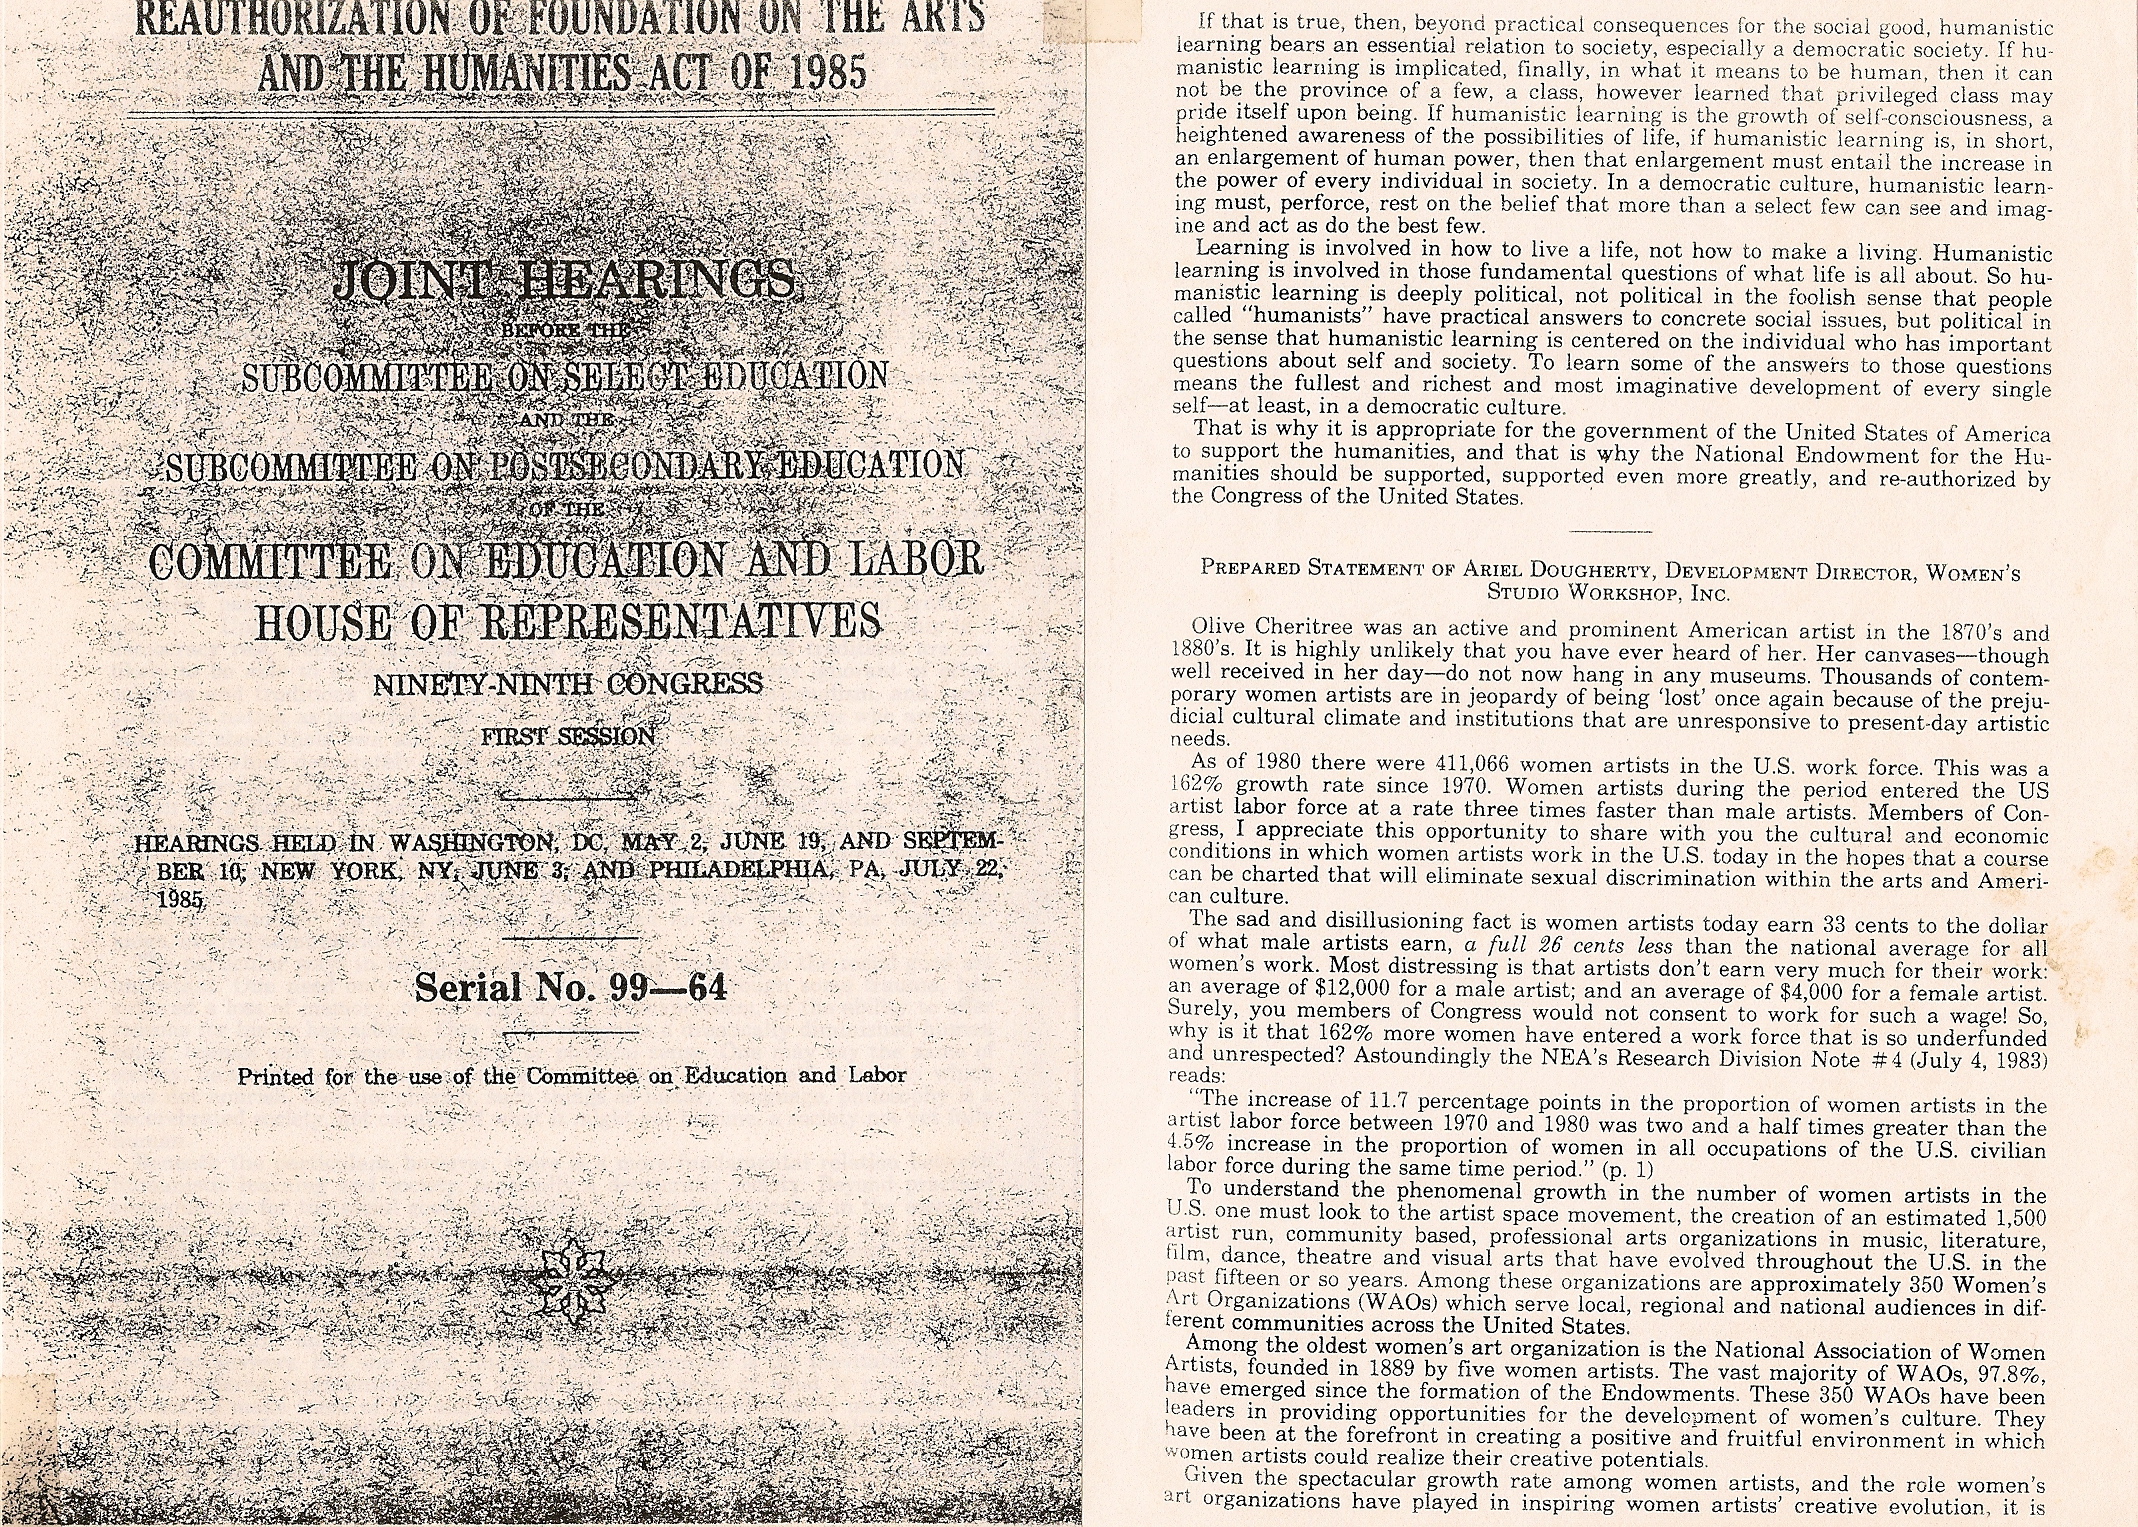 REAUTHORIZATION OF FOUNDATION ON THE ARTS
AND THE HUMANITIES ACT OF 1985
JOINT HEARINGS
BEFORE THE
SUBCOMMITTEE ON SELECT EDUCATION
AND THE
SUBCOMMITTEE ON POSTSECONDARY EDUCATION
OF THE
COMMITTEE ON EDUCATION AND LABOR
HOUSE OF REPRESENTATIVES
NINETY-NINTH CONGRESS
FIRST SESSION
HEARINGS HELD IN WASHINGTON, DC, MAY 2, JUNE 19, AND SEPTEM-
BER 10; NEW YORK, NY, JUNE 3; AND PHILADELPHIA, PA, JULY 22,
1985
Serial No. 99—64
Printed for the use of the Committee on Education and Labor
If that is true, then, beyond practical consequences for the social good, humanistic
learning bears an essential relation to society, especially a democratic society. If hu-
manistic learning is implicated, finally, in what it means to be human, then it can
not be the province of a few, a class, however learned that privileged class may
pride itself upon being. If humanistic learning is the growth of self-consciousness, a
heightened awareness of the possibilities of life, if humanistic learning is, in short,
an enlargement of human power, then that enlargement must entail the increase in
the power of every individual in society. In a democratic culture, humanistic learn-
ing must, perforce, rest on the belief that more than a select few can see and imag-
ine and act as do the best few.
Learning is involved in how to live a life, not how to make a living. Humanistic
learning is involved in those fundamental questions of what life is all about. So hu-
manistic learning is deeply political, not political in the foolish sense that people
called "humanists" have practical answers to concrete social issues, but political in
the sense that humanistic learning is centered on the individual who has important
questions about self and society. To learn some of the answers to those questions
means the fullest and richest and most imaginative development of every single
self—at least, in a democratic culture.
That is why it is appropriate for the government of the United States of America
to support the humanities, and that is why the National Endowment for the Hu-
manities should be supported, supported even more greatly, and re-authorized by
the Congress of the United States.
PREPARED STATEMENT OF ARIEL DOUGHERTY, DEVELOPMENT DIRECTOR, WOMEN'S
STUDIO WORKSHOP, INC.
Olive Cheritree was an active and prominent American artist in the 1870's and
1880's. It is highly unlikely that you have ever heard of her. Her canvases—though
well received in her day—do not now hang in any museums. Thousands of contem-
porary women artists are in jeopardy of being 'lost' once again because of the preju-
dicial cultural climate and institutions that are unresponsive to present-day artistic
needs.
As of 1980 there were 411,066 women artists in the U.S. work force. This was a
162% growth rate since 1970. Women artists during the period entered the US
artist labor force at a rate three times faster than male artists. Members of Con-
gress, I appreciate this opportunity to share with you the cultural and economic
conditions in which women artists work in the U.S. today in the hopes that a course
can be charted that will eliminate sexual discrimination within the arts and Ameri-
can culture.
The sad and disillusioning fact is women artists today earn 33 cents to the dollar
of what male artists earn, a full 26 cents less than the national average for all
women's work. Most distressing is that artists don't earn very much for their work:
an average of $12,000 for a male artist; and an average of $4,000 for a female artist.
Surely, you members of Congress would not consent to work for such a wage! So,
why is it that 162% more women have entered a work force that is so underfunded
and unrespected? Astoundingly the NEA's Research Division Note #4 (July 4, 1983)
reads:
"The increase of 11.7 percentage points in the proportion of women artists in the
artist labor force between 1970 and 1980 was two and a half times greater than the
4.5% increase in the proportion of women in all occupations of the U.S. civilian
labor force during the same time period." (p. 1)
To understand the phenomenal growth in the number of women artists in the
U.S. one must look to the artist space movement, the creation of an estimated 1,500
artist run, community based, professional arts organizations in music, literature,
film, dance, theatre and visual arts that have evolved throughout the U.S. in the
past fifteen or so years. Among these organizations are approximately 350 Women's
Art Organizations (WAOs) which serve local, regional and national audiences in dif-
ferent communities across the United States.
Among the oldest women's art organization is the National Association of Women
Artists, founded in 1889 by five women artists. The vast majority of WAOs, 97.8%,
have emerged since the formation of the Endowments. These 350 WAOs have been
leaders in providing opportunities for the development of women's culture. They
have been at the forefront in creating a positive and fruitful environment in which
women artists could realize their creative potentials.
Given the spectacular growth rate among women artists, and the role women's
art organizations have played in inspiring women artists' creative evolution, it is